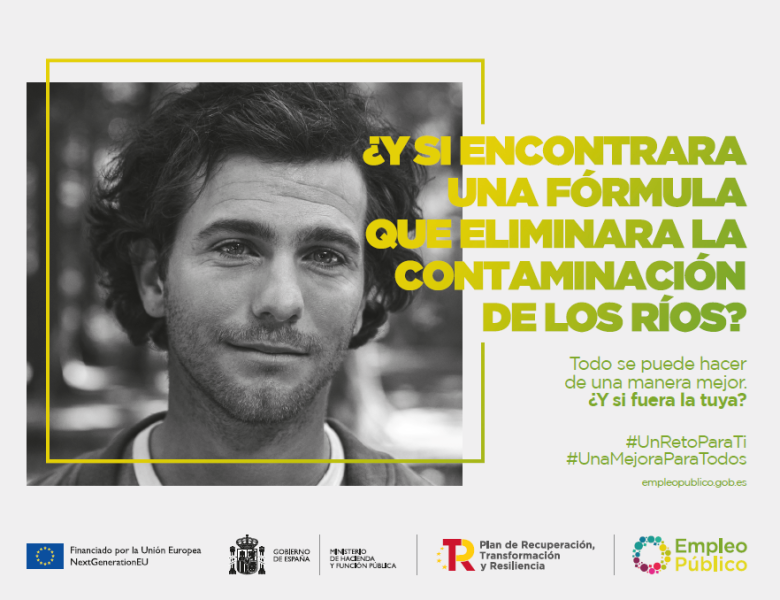 ¿Y SI ENCONTRARA
UNA FÓRMULA
QUE ELIMINARA LA
CONTAMINACIÓN
DE LOS RÍOS?
Todo se puede hacer
de una manera mejor.
¿Y si fuera la tuya?
#UnRetoParaTi
#UnaMejoraParaTodos
empleopublico.gob.es
Financiado por la Unión Europea
NextGenerationEU
GOBIERNO
DE ESPAÑA
MINISTERIO
DE HACIENDA
Y FUNCIÓN PÚBLICA
TR
Plan de Recuperación,
Transformación
y Resiliencia
Empleo
Público